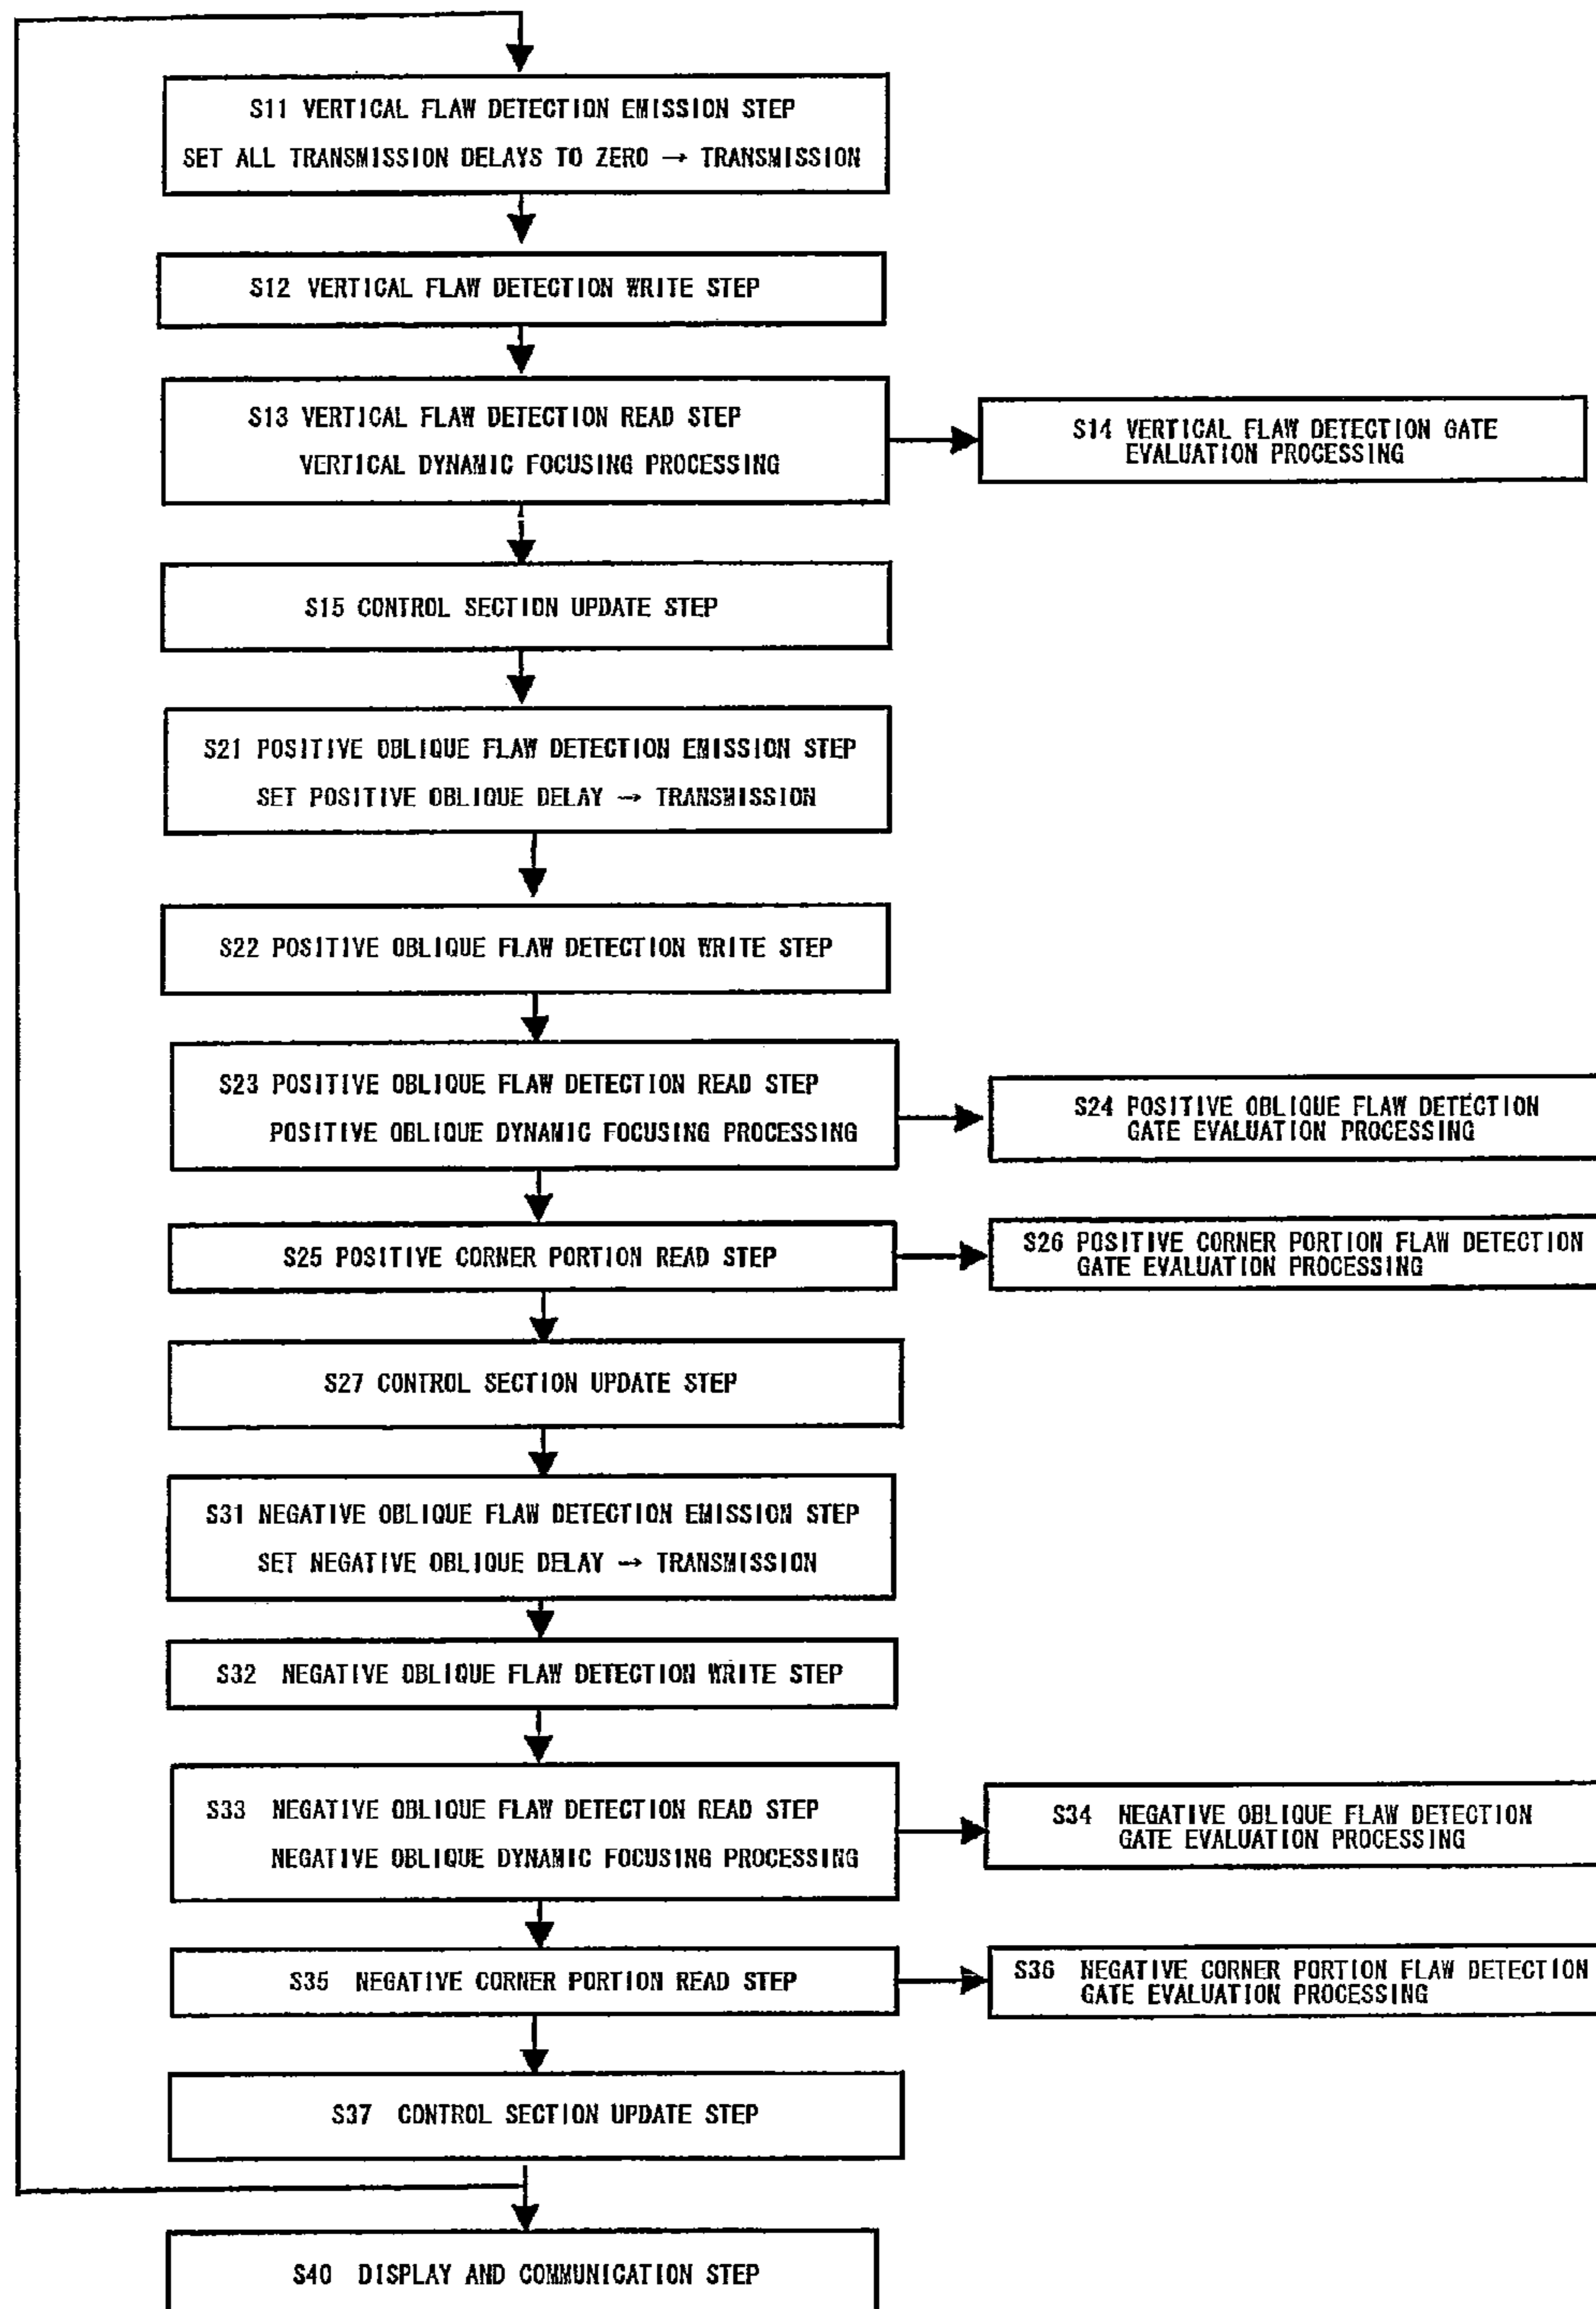 S11 VERTICAL FLAW DETECTION EMISSION STEP
SET ALL TRANSMISSION DELAYS TO ZERO → TRANSMISSION
S12 VERTICAL FLAW DETECTION WRITE STEP
S13 VERTICAL FLAW DETECTION READ STEP
VERTICAL DYNAMIC FOCUSING PROCESSING
S14 VERTICAL FLAW DETECTION GATE
EVALUATION PROCESSING
S15 CONTROL SECTION UPDATE STEP
S21 POSITIVE OBLIQUE FLAW DETECTION EMISSION STEP
SET POSITIVE OBLIQUE DELAY → TRANSMISSION
S22 POSITIVE OBLIQUE FLAW DETECTION WRITE STEP
S23 POSITIVE OBLIQUE FLAW DETECTION READ STEP
POSITIVE OBLIQUE DYNAMIC FOCUSING PROCESSING
S24 POSITIVE OBLIQUE FLAW DETECTION
GATE EVALUATION PROCESSING
S25 POSITIVE CORNER PORTION READ STEP
S26 POSITIVE CORNER PORTION FLAW DETECTION
GATE EVALUATION PROCESSING
S27 CONTROL SECTION UPDATE STEP
S31 NEGATIVE OBLIQUE FLAW DETECTION EMISSION STEP
SET NEGATIVE OBLIQUE DELAY → TRANSMISSION
S32 NEGATIVE OBLIQUE FLAW DETECTION WRITE STEP
S33 NEGATIVE OBLIQUE FLAW DETECTION READ STEP
NEGATIVE OBLIQUE DYNAMIC FOCUSING PROCESSING
S34 NEGATIVE OBLIQUE FLAW DETECTION
GATE EVALUATION PROCESSING
S35 NEGATIVE CORNER PORTION READ STEP
S36 NEGATIVE CORNER PORTION FLAW DETECTION
GATE EVALUATION PROCESSING
S37 CONTROL SECTION UPDATE STEP
S40 DISPLAY AND COMMUNICATION STEP